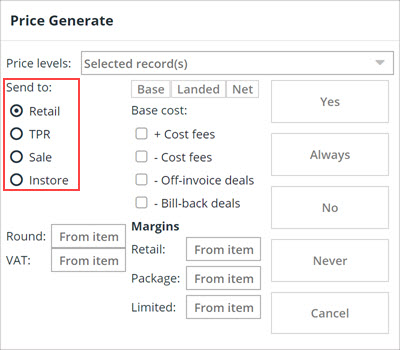 Price Generate
Price levels: Selected record(s)
Send to:
Retail
TPR
Sale
Instore
Round: From item
VAT: From item
Base Landed Net
Base cost:
+ Cost fees
- Cost fees
- Off-invoice deals
- Bill-back deals
Margins
Retail: From item
Package: From item
Limited: From item
Yes
Always
No
Never
Cancel